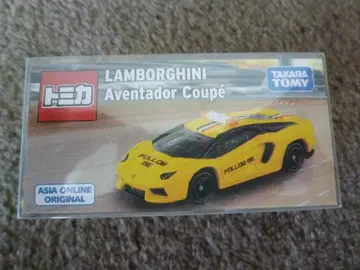 トミカ
LAMBORGHINI
Aventador Coupé
TAKARA
TOMY
FOLLOW
ME
FOLLOW ME
ASIA ONLINE
ORIGINAL